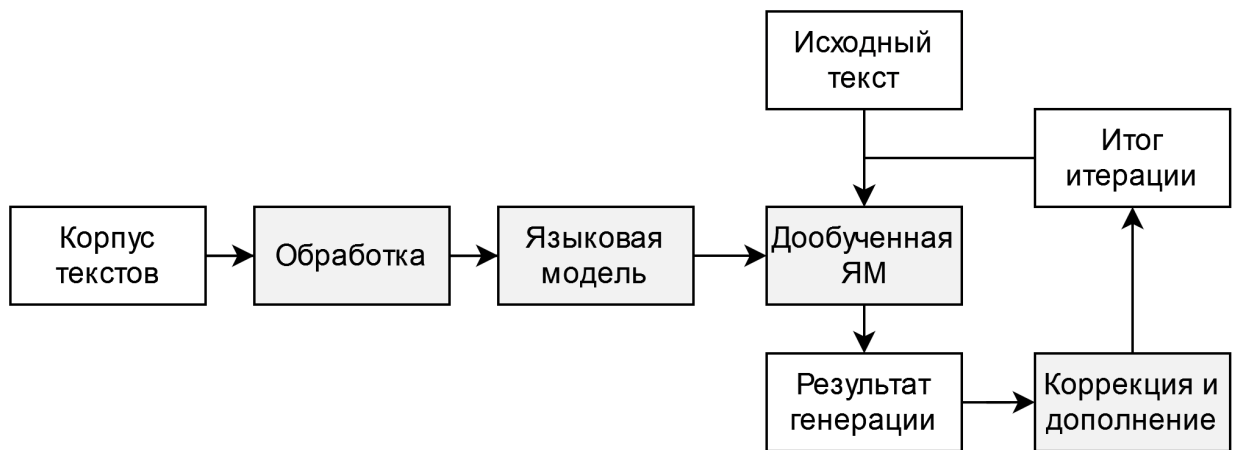 Исходный
текст
Итог
итерации
Корпус
текстов
Обработка
Языковая
модель
Дообученная
ЯМ
Результат
генерации
Коррекция и
дополнение